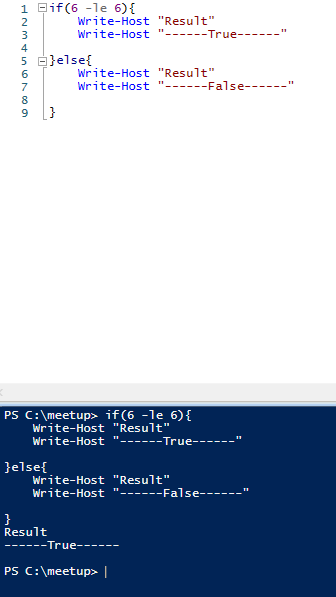 1 if(6 -le 6){
2     Write-Host "Result"
3     Write-Host "------True------"
4
5 }else{
6     Write-Host "Result"
7     Write-Host "------False------"
8
9 }
PS C:\meetup> if(6 -le 6){
    Write-Host "Result"
    Write-Host "------True------"
}else{
    Write-Host "Result"
    Write-Host "------False------"
}
Result
------True------
PS C:\meetup>